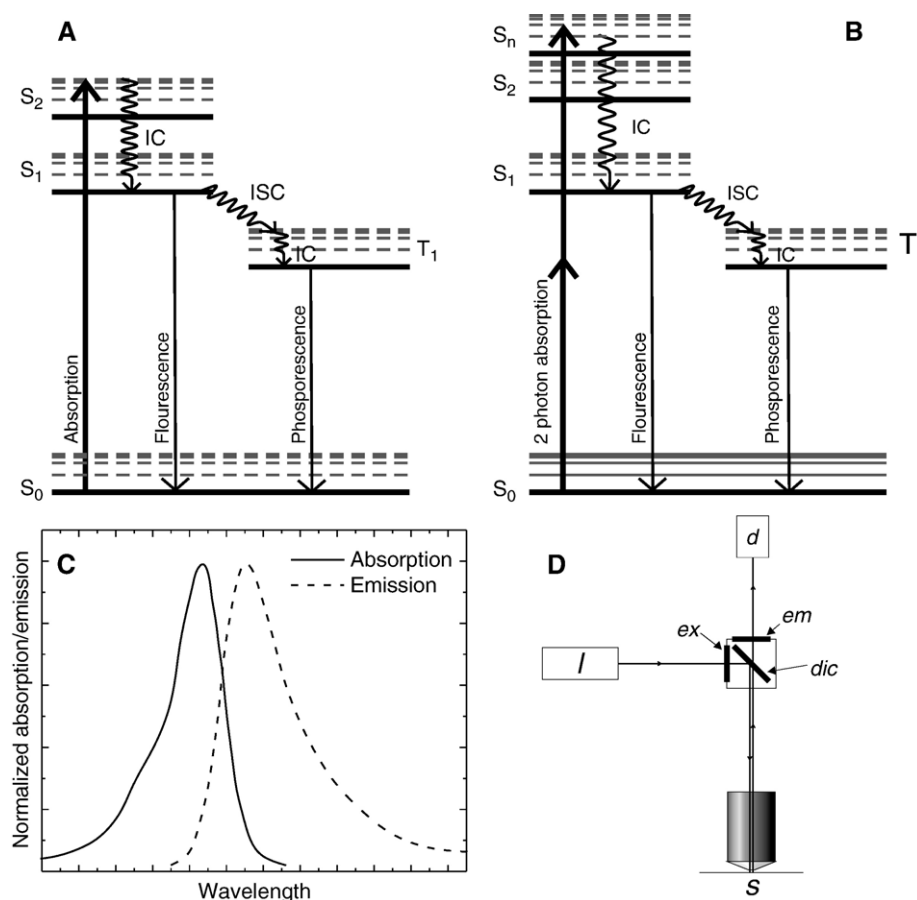 A
S2
IC
S1
ISC
IC
T1
Absorption
Flourescence
Phosporescence
S0
B
Sn
S2
IC
S1
ISC
IC
T
2 photon absorption
Flourescence
Phosporescence
S0
C
Absorption
Emission
Normalized absorption/emission
Wavelength
D
d
em
ex
l
dic
s